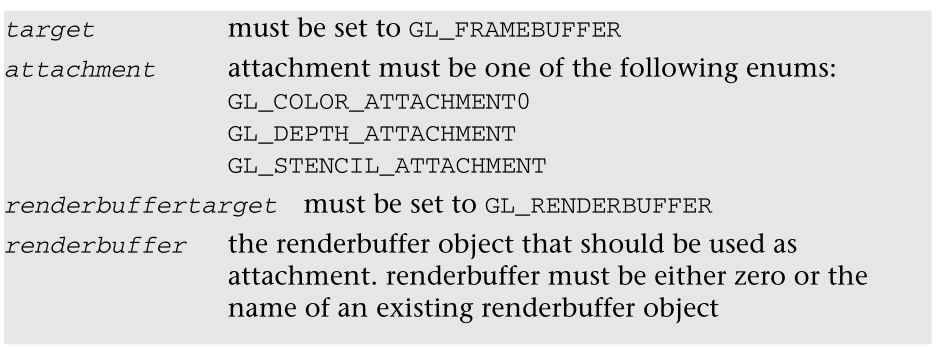 target must be set to GL_FRAMEBUFFER
attachment attachment must be one of the following enums:
GL_COLOR_ATTACHMENT0
GL_DEPTH_ATTACHMENT
GL_STENCIL_ATTACHMENT
renderbuffertarget must be set to GL_RENDERBUFFER
renderbuffer the renderbuffer object that should be used as
attachment. renderbuffer must be either zero or the
name of an existing renderbuffer object